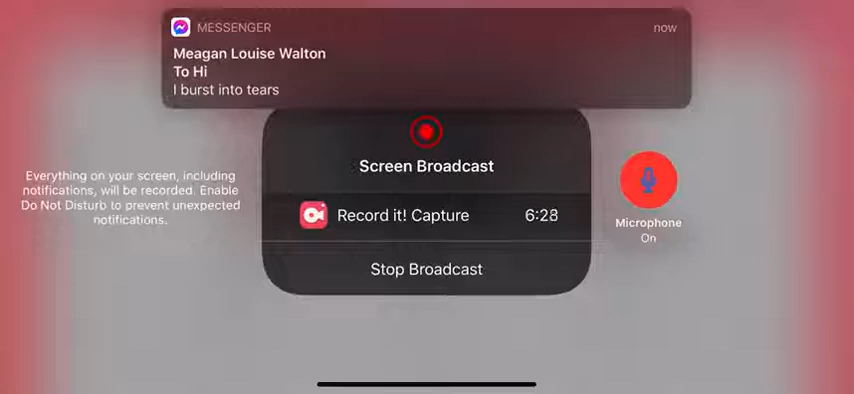 MESSENGER
now
Meagan Louise Walton
To Hi
I burst into tears
Screen Broadcast
Everything on your screen, including
notifications, will be recorded. Enable
Do Not Disturb to prevent unexpected
notifications.
Record it! Capture
6:28
Microphone
On
Stop Broadcast